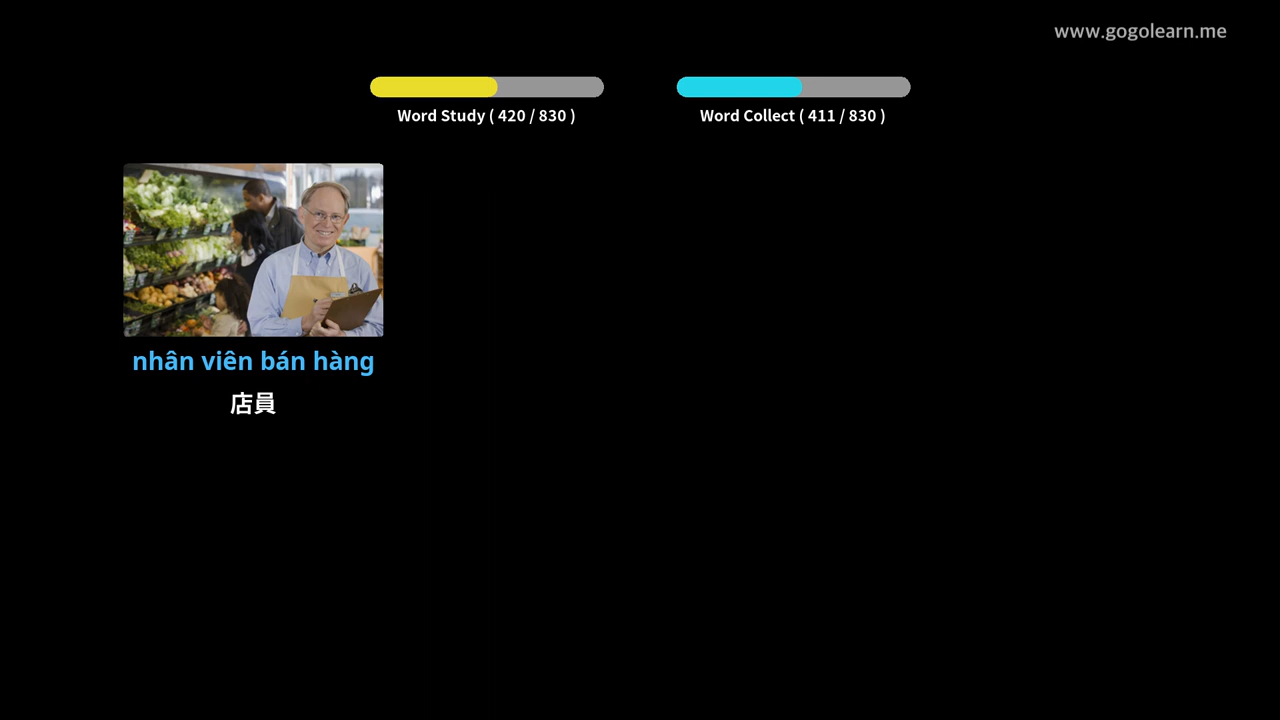 www.gogolearn.me
Word Study ( 420 / 830 )
Word Collect ( 411 / 830 )
nhân viên bán hàng
店員